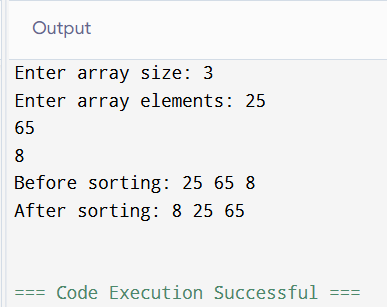 Output
Enter array size: 3
Enter array elements: 25
65
8
Before sorting: 25 65 8
After sorting: 8 25 65
=== Code Execution Successful ===